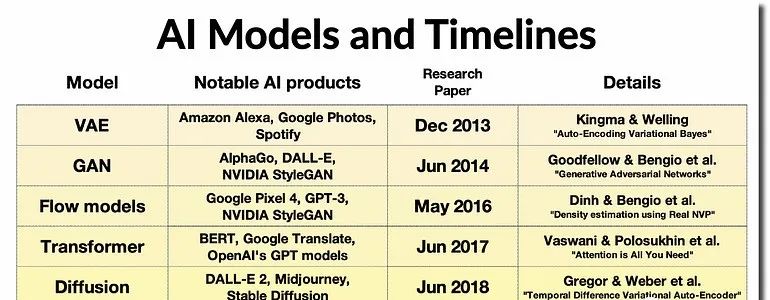 AI Models and Timelines
Model
Notable AI products
Research
Paper
Details
VAE
Amazon Alexa, Google Photos,
Spotify
Dec 2013
Kingma & Welling
"Auto-Encoding Variational Bayes"
GAN
AlphaGo, DALL-E,
NVIDIA StyleGAN
Jun 2014
Goodfellow & Bengio et al.
"Generative Adversarial Networks"
Flow models
Google Pixel 4, GPT-3,
NVIDIA StyleGAN
May 2016
Dinh & Bengio et al.
"Density estimation using Real NVP"
Transformer
BERT, Google Translate,
OpenAI's GPT models
Jun 2017
Vaswani & Polosukhin et al.
"Attention is All You Need"
Diffusion
DALL-E 2, Midjourney,
Stable Diffusion
Jun 2018
Gregor & Weber et al.
"Temporal Difference Variational Auto-Encoder"